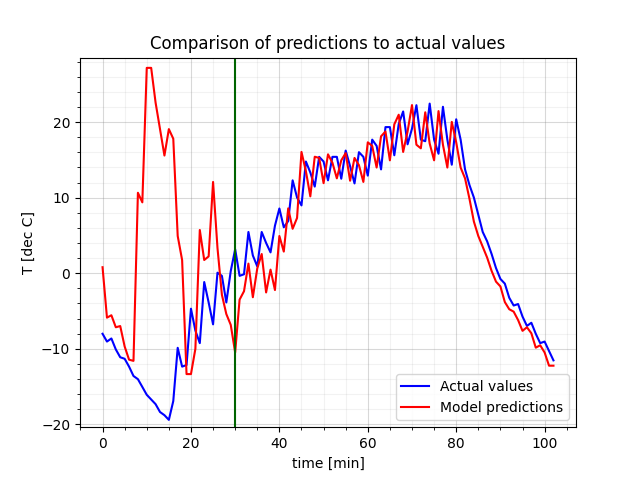 Comparison of predictions to actual values
T [dec C]
20
10
0
−10
−20
0
20
40
60
80
100
time [min]
Actual values
Model predictions